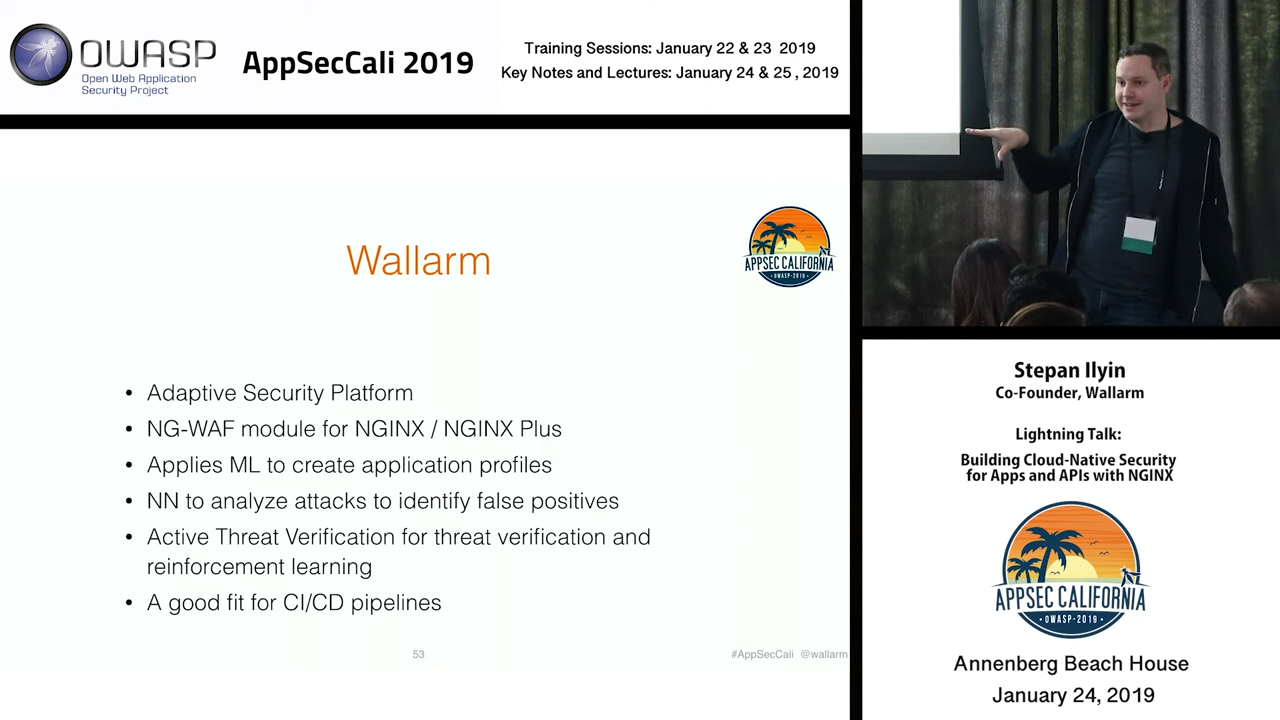 OWASP
Open Web Application
Security Project
AppSecCali 2019
Training Sessions: January 22 & 23 2019
Key Notes and Lectures: January 24 & 25 , 2019
Wallarm
APPSEC CALIFORNIA
OWASP-2019
• Adaptive Security Platform
• NG-WAF module for NGINX / NGINX Plus
• Applies ML to create application profiles
• NN to analyze attacks to identify false positives
• Active Threat Verification for threat verification and
reinforcement learning
• A good fit for CI/CD pipelines
53
#AppSecCali @wallarm
Stepan Ilyin
Co-Founder, Wallarm
Lightning Talk:
Building Cloud-Native Security
for Apps and APIs with NGINX
APPSEC CALIFORNIA
OWASP-2019
Annenberg Beach House
January 24, 2019